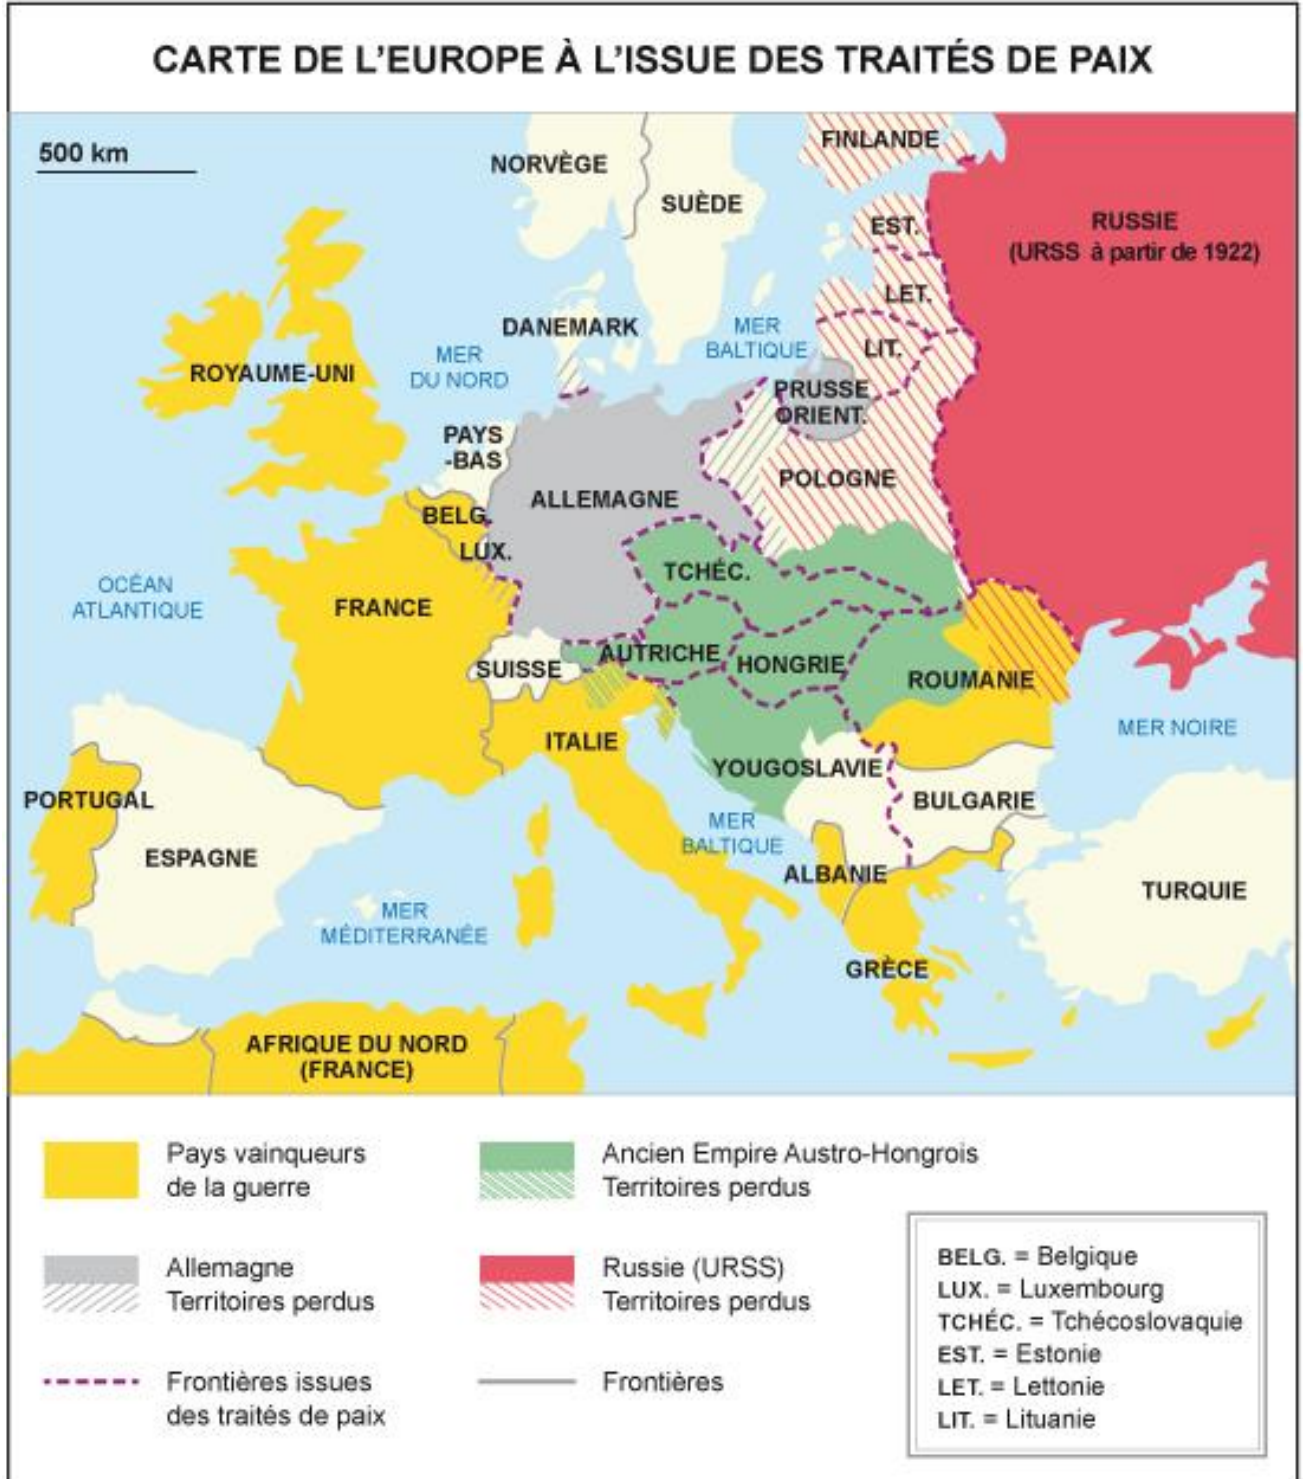 CARTE DE L'EUROPE À L'ISSUE DES TRAITÉS DE PAIX
500 km
NORVÈGE
SUÈDE
FINLANDE
RUSSIE
(URSS à partir de 1922)
EST.
LET.
LIT.
DANEMARK
MER
BALTIQUE
MER
DU NORD
ROYAUME-UNI
PRUSSE
ORIENT.
PAYS
-BAS
POLOGNE
ALLEMAGNE
BELG.
LUX.
TCHÉC.
OCÉAN
ATLANTIQUE
FRANCE
SUISSE
AUTRICHE
HONGRIE
ROUMANIE
MER NOIRE
ITALIE
YOUGOSLAVIE
BULGARIE
PORTUGAL
ESPAGNE
MER
BALTIQUE
ALBANIE
TURQUIE
MER
MÉDITERRANÉE
GRÈCE
AFRIQUE DU NORD
(FRANCE)
Pays vainqueurs
de la guerre
Allemagne
Territoires perdus
Frontières issues
des traités de paix
Ancien Empire Austro-Hongrois
Territoires perdus
Russie (URSS)
Territoires perdus
Frontières
BELG. = Belgique
LUX. = Luxembourg
TCHÉC. = Tchécoslovaquie
EST. = Estonie
LET. = Lettonie
LIT. = Lituanie